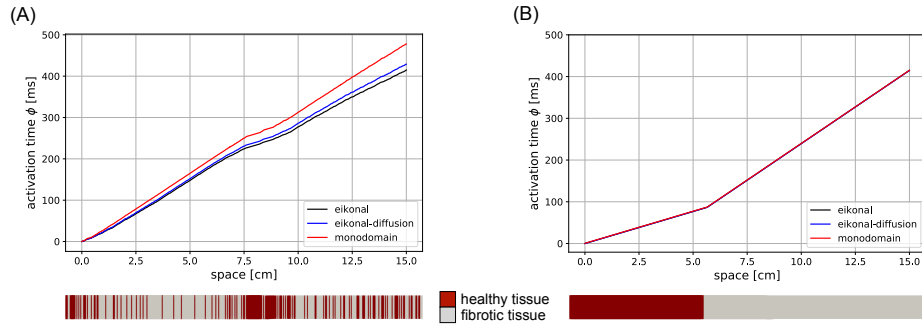 (A)
500
400
300
200
100
0
activation time ϕ [ms]
eikonal
eikonal-diffusion
monodomain
0.0 2.5 5.0 7.5 10.0 12.5 15.0
space [cm]
(B)
500
400
300
200
100
0
activation time ϕ [ms]
eikonal
eikonal-diffusion
monodomain
0.0 2.5 5.0 7.5 10.0 12.5 15.0
space [cm]
healthy tissue
fibrotic tissue